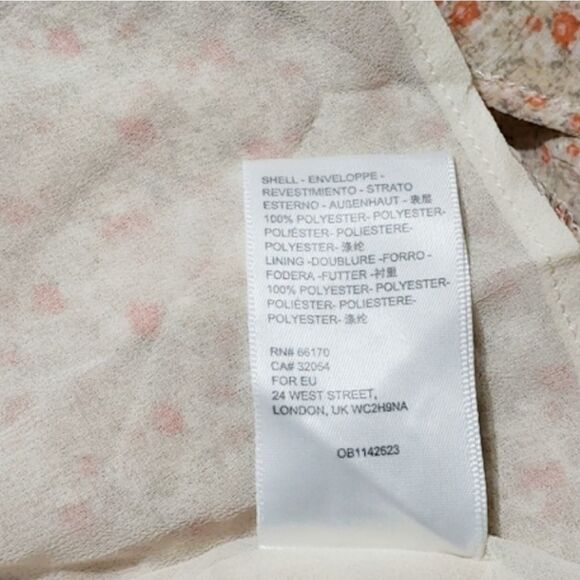 SHELL - ENVELOPPE -
REVESTIMIENTO - STRATO
ESTERNO - AUßENHAUT - 表层
100% POLYESTER- POLYESTER-
POLIÉSTER- POLIESTERE-
POLYESTER- 涤纶
LINING -DOUBLURE -FORRO -
FODERA -FUTTER -衬里
100% POLYESTER- POLYESTER-
POLIÉSTER- POLIESTERE-
POLYESTER- 涤纶
RN# 66170
CA# 32054
FOR EU
24 WEST STREET,
LONDON, UK WC2H9NA
OB1142623